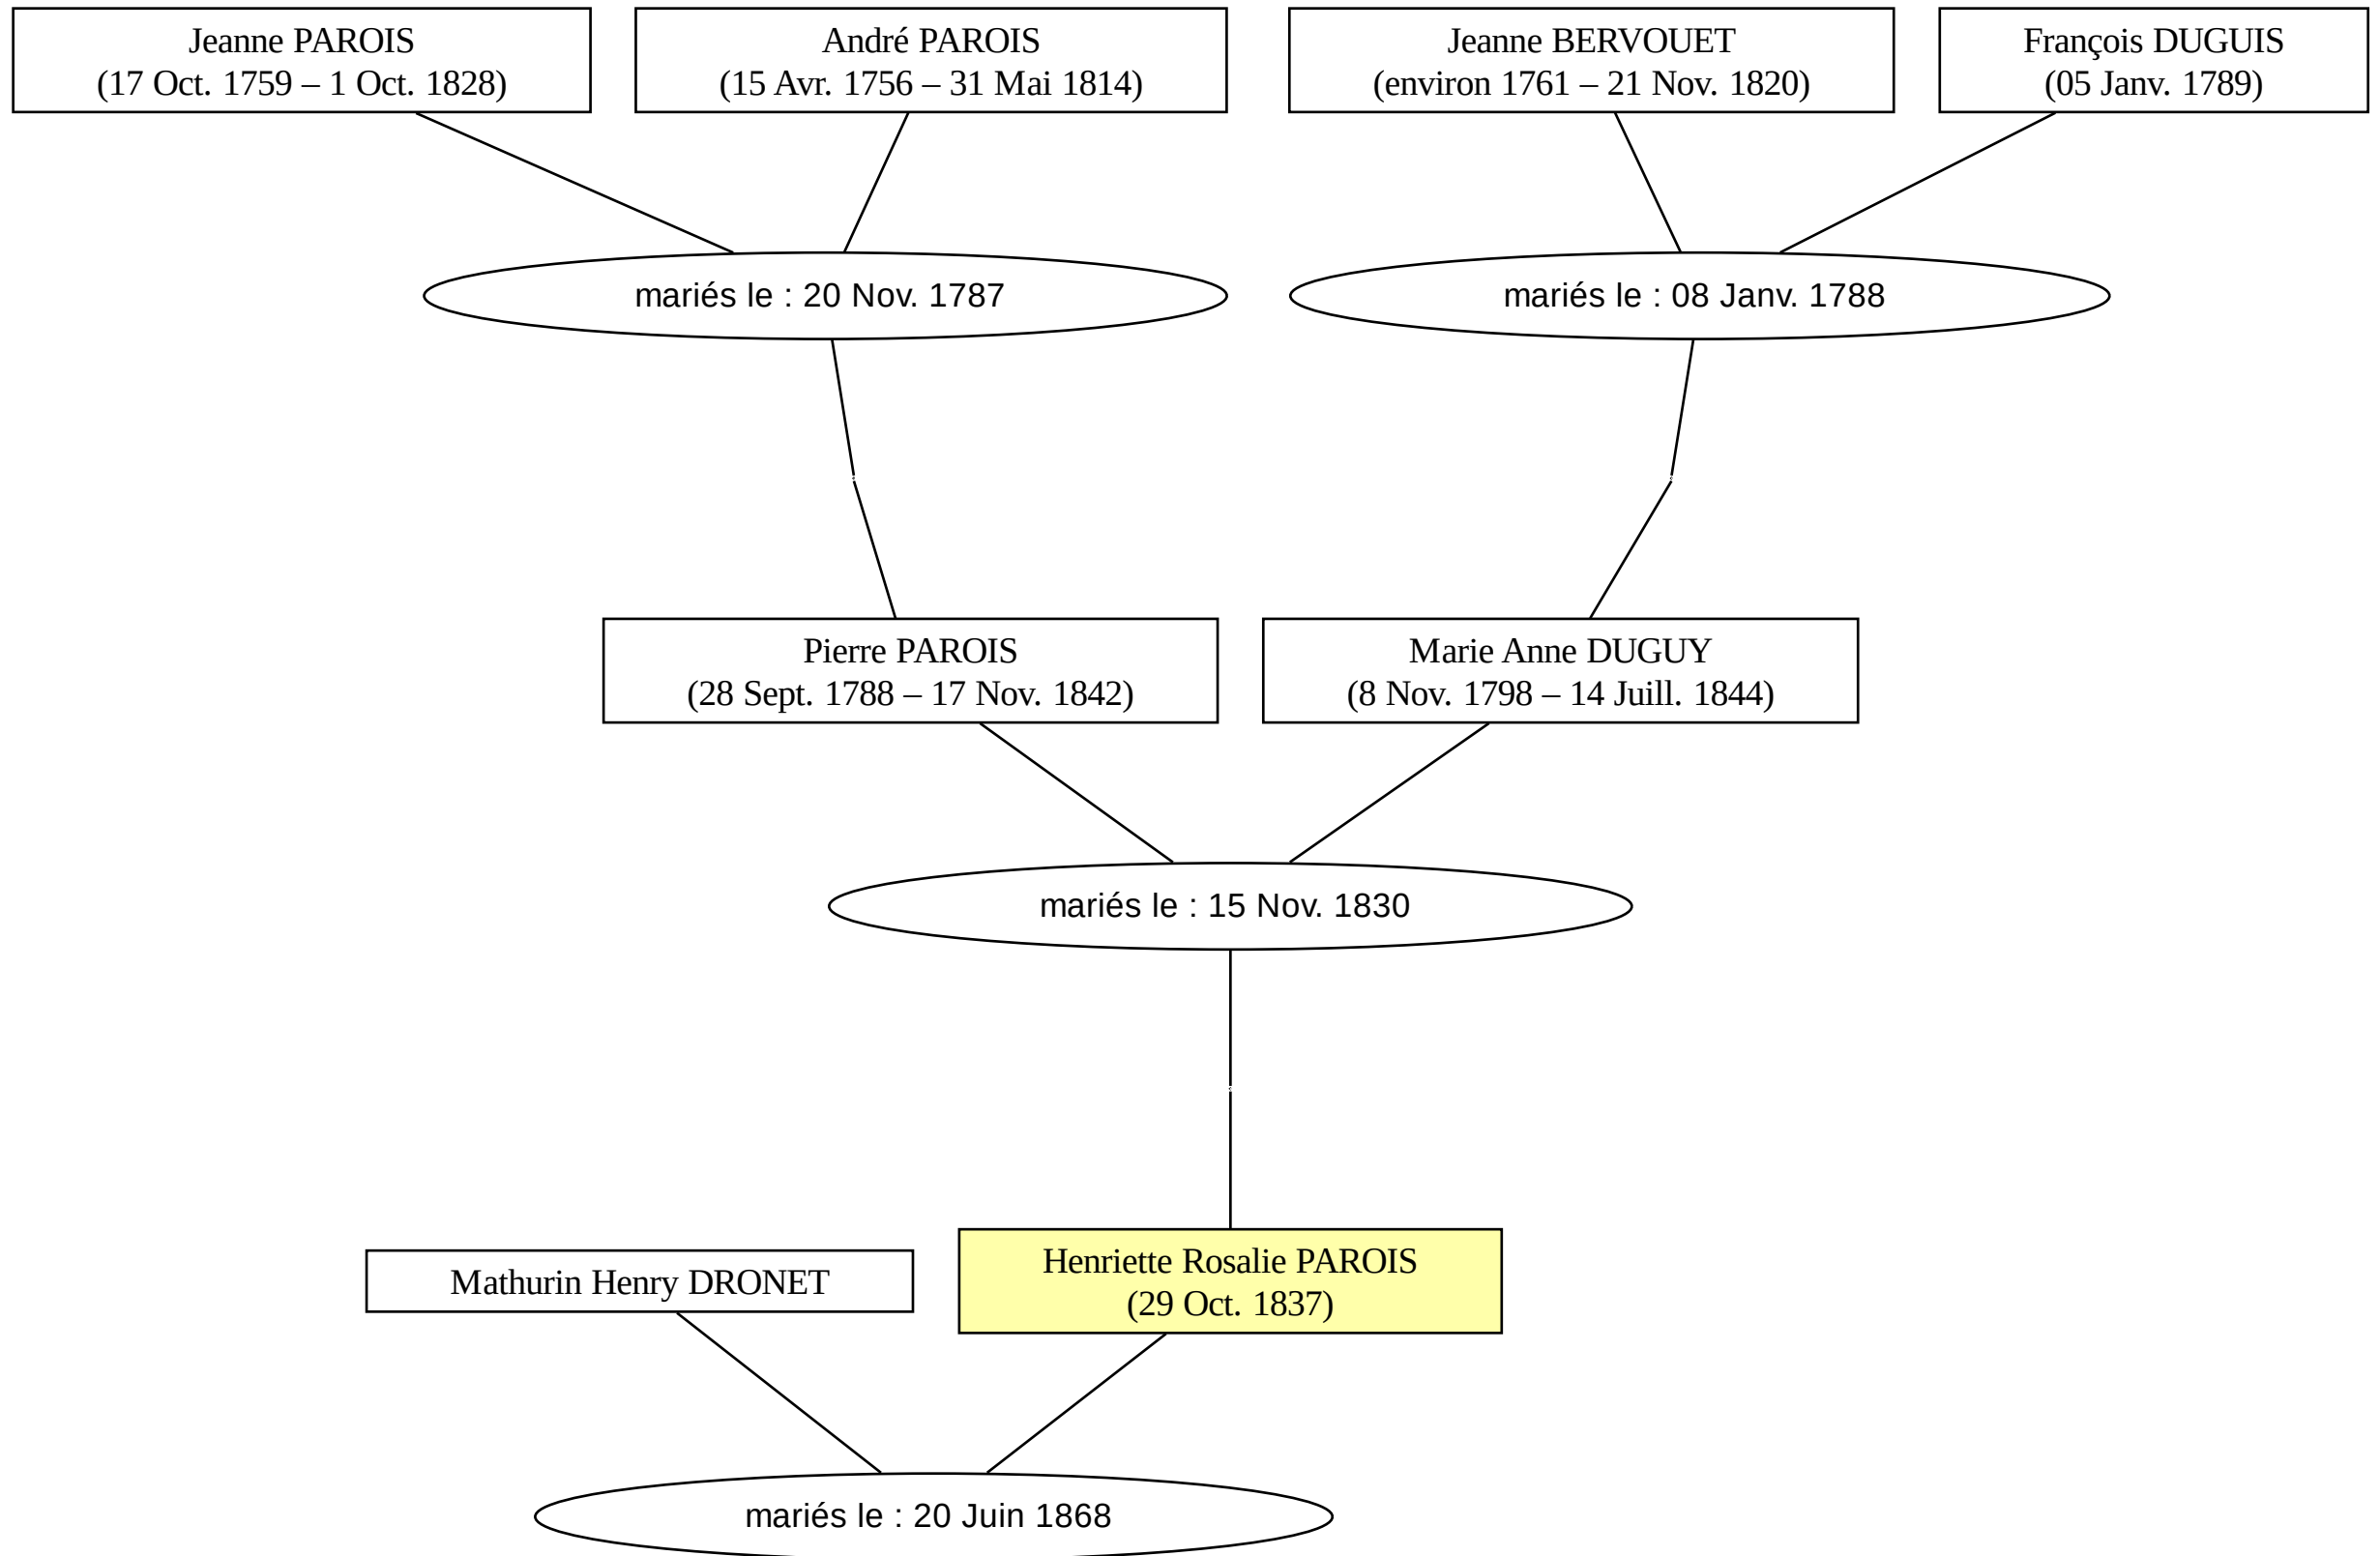 Jeanne PAROIS
(17 Oct. 1759 – 1 Oct. 1828)
André PAROIS
(15 Avr. 1756 – 31 Mai 1814)
Jeanne BERVOUET
(environ 1761 – 21 Nov. 1820)
François DUGUIS
(05 Janv. 1789)
mariés le : 20 Nov. 1787
mariés le : 08 Janv. 1788
Pierre PAROIS
(28 Sept. 1788 – 17 Nov. 1842)
Marie Anne DUGUY
(8 Nov. 1798 – 14 Juill. 1844)
mariés le : 15 Nov. 1830
Mathurin Henry DRONET
Henriette Rosalie PAROIS
(29 Oct. 1837)
mariés le : 20 Juin 1868